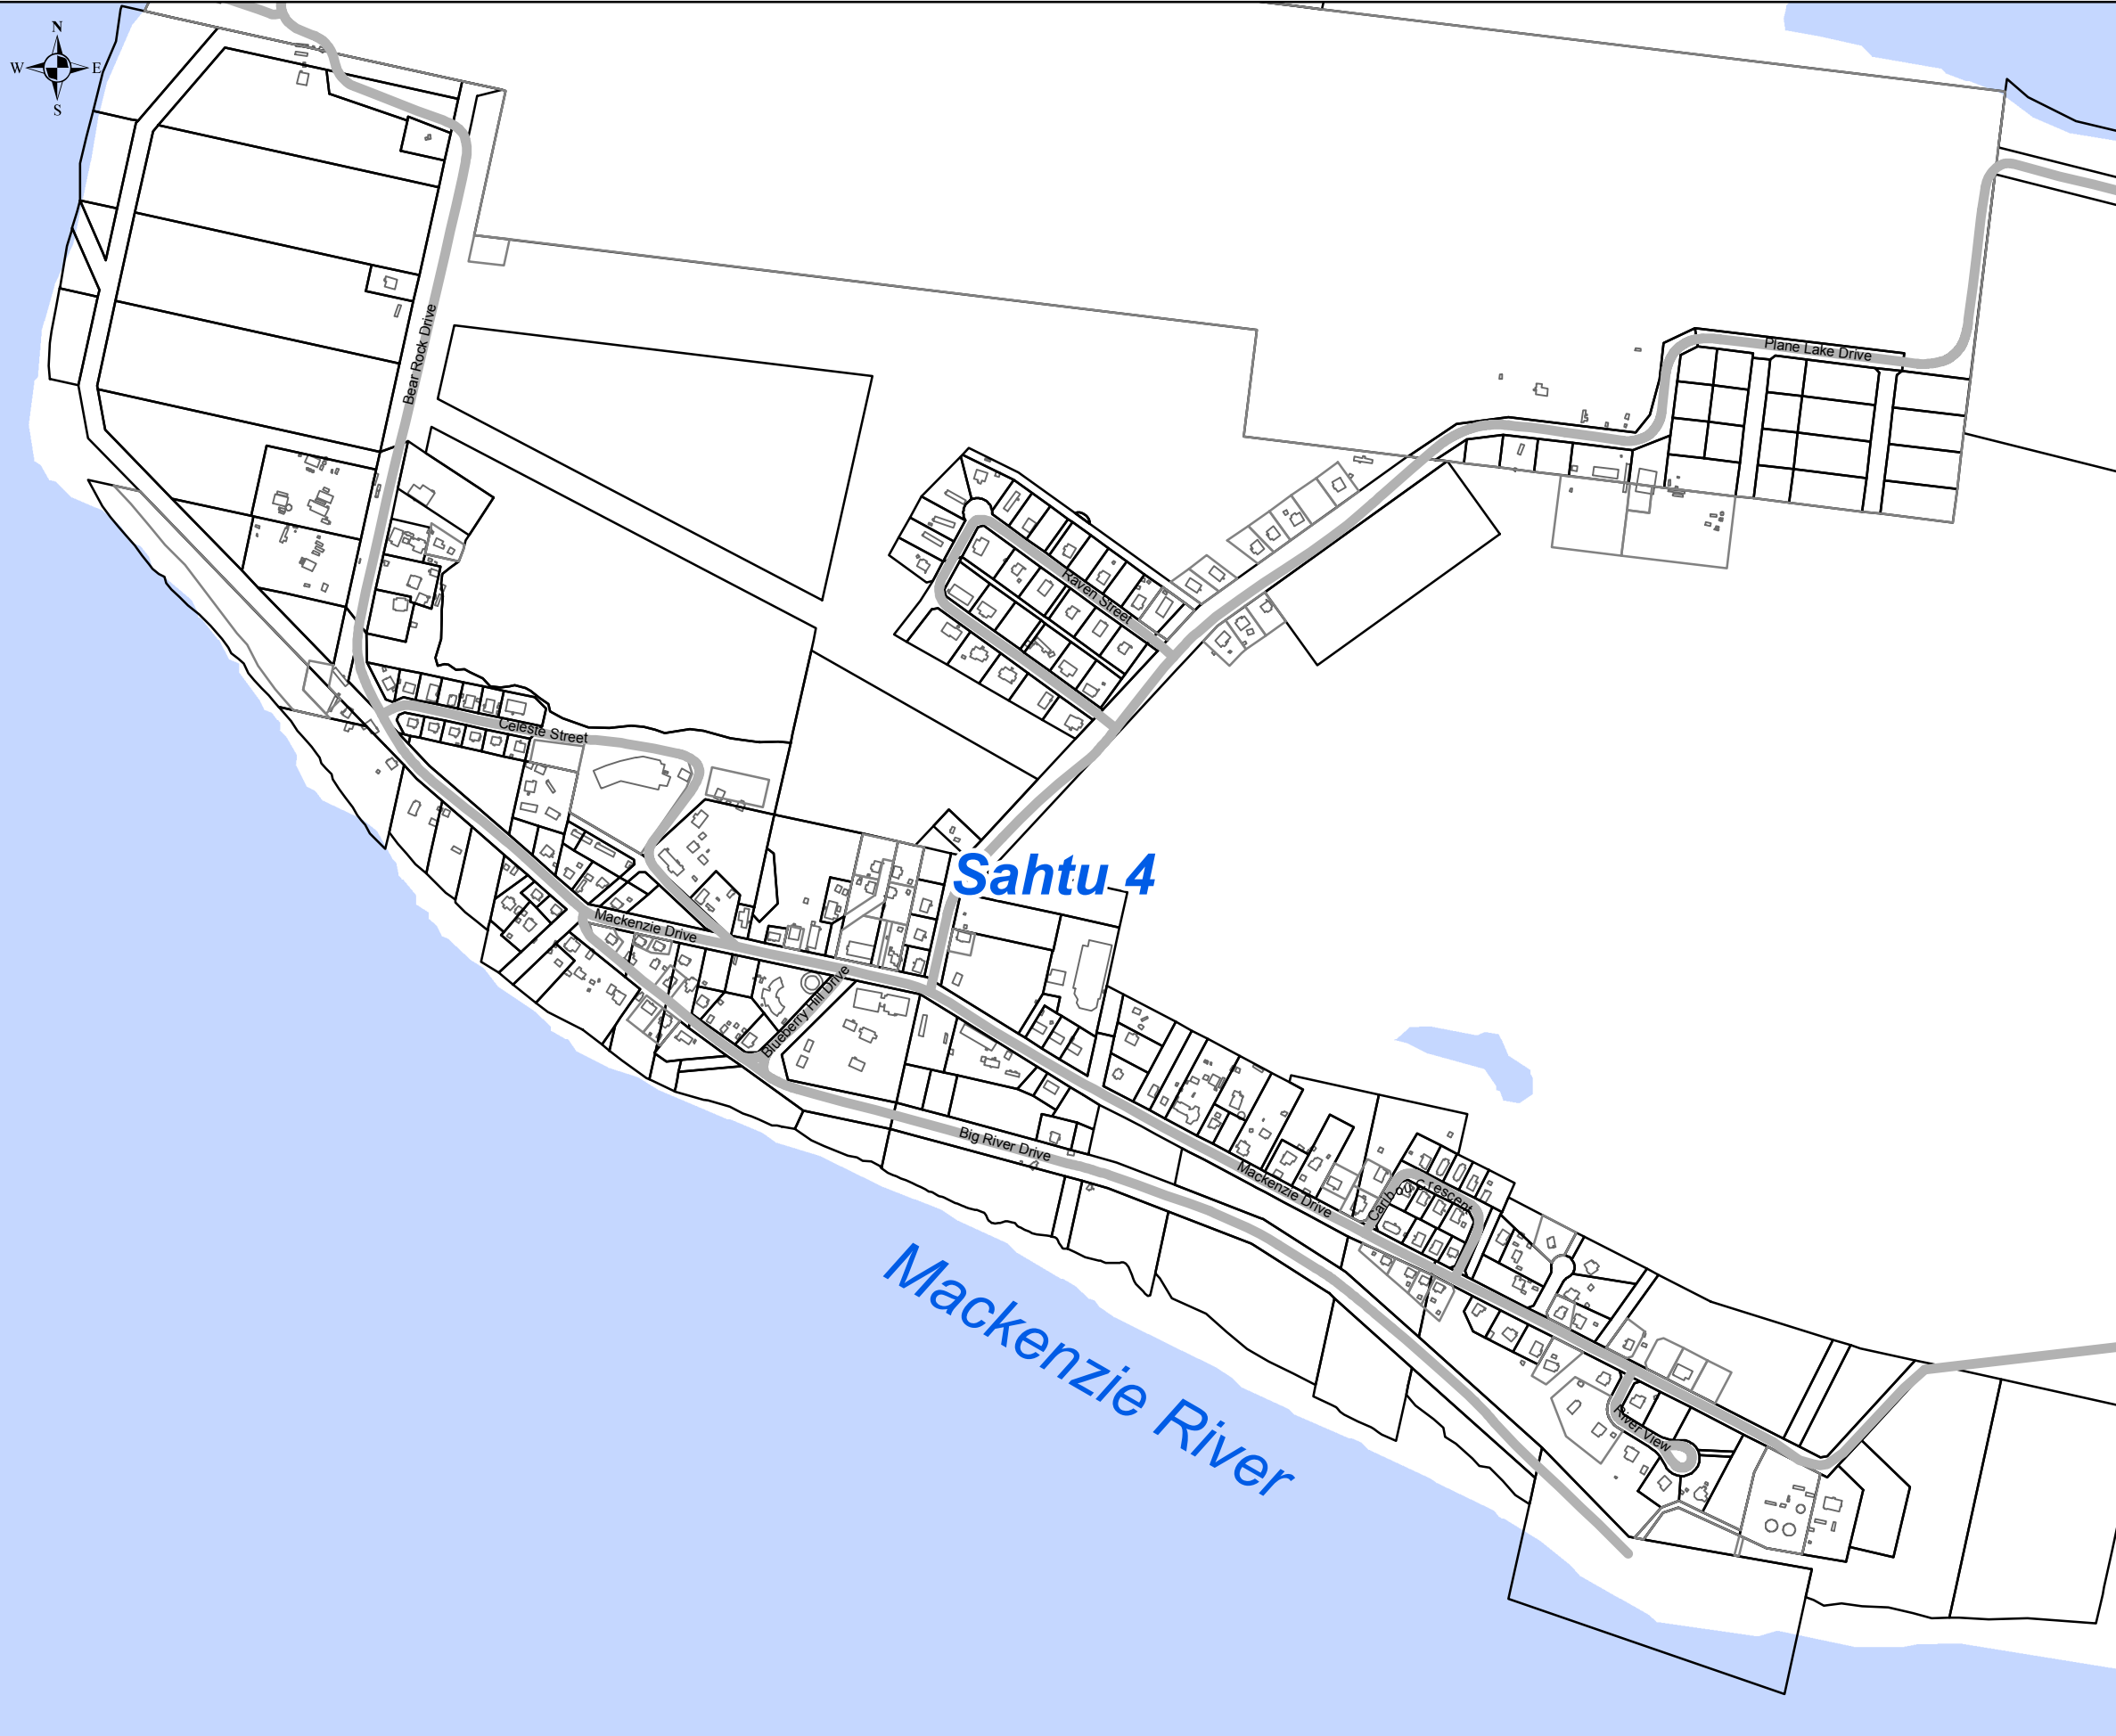 N
W E
S
Bear Rock Drive
Plane Lake Drive
Raven Street
Celeste Street
Sahtu 4
Mackenzie Drive
Blueberry Hill Drive
Big River Drive
Mackenzie Drive
Caribou Crescent
Mackenzie River
River View